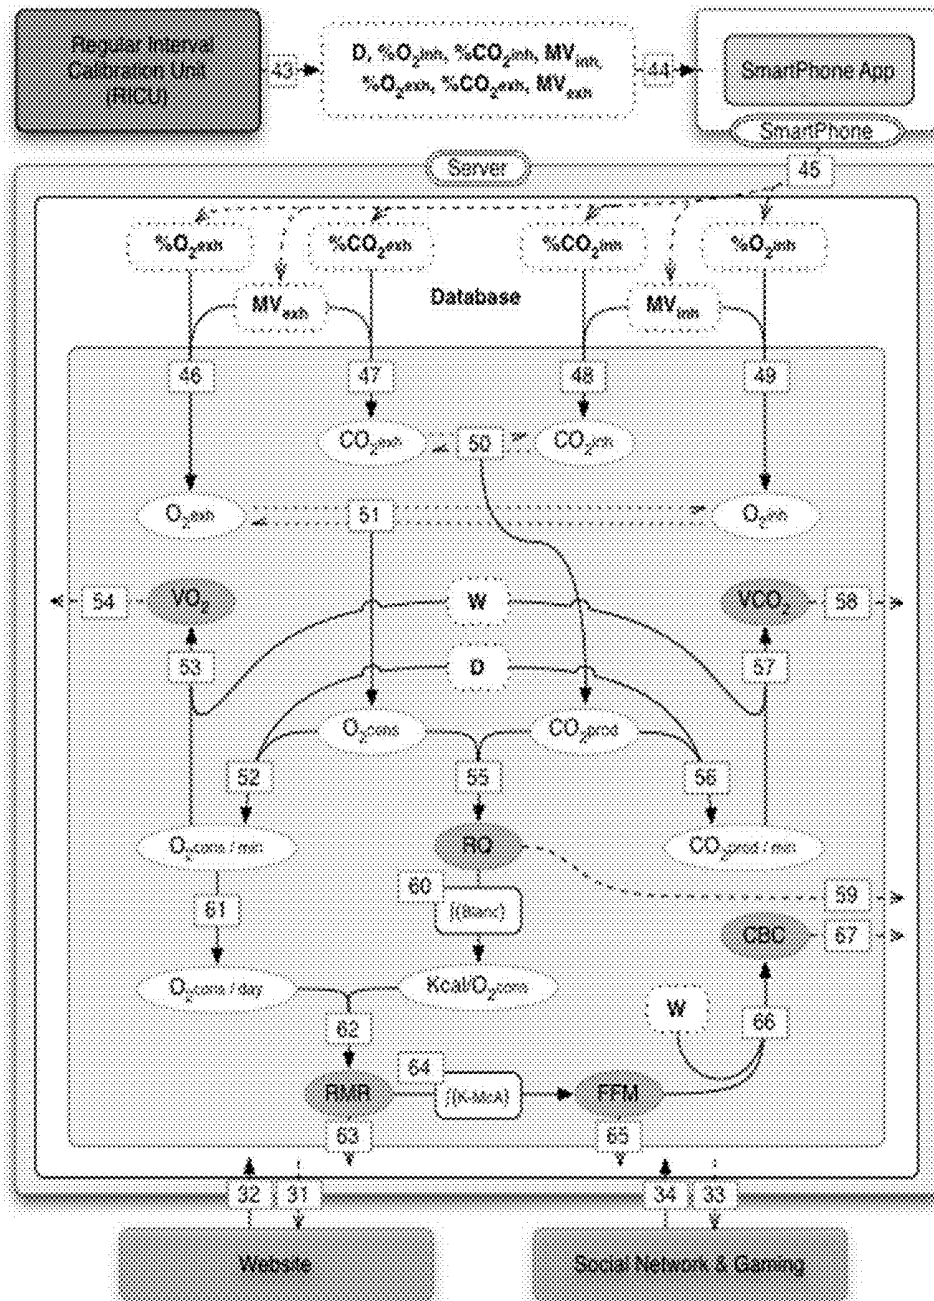 Regular Interval
Calibration Unit
(RICU)
43
D, %O₂inh, %CO₂inh, MVinh,
%O₂exh, %CO₂exh, MVexh
44
SmartPhone App
SmartPhone
45
Server
%O₂exh
%CO₂exh
%CO₂inh
%O₂inh
MVexh
Database
MVinh
46
47
48
49
CO₂exh
50
CO₂inh
O₂exh
51
O₂inh
54
VO₂
W
VCO₂
58
53
D
57
O₂cons
CO₂prod
52
55
56
O₂cons / min
RQ
CO₂prod / min
60
59
61
∫(Blanc)
CBC
67
O₂cons / day
Kcal/O₂cons
W
62
66
64
RMR
∫(K-McA)
FFM
63
65
32
31
34
33
Website
Social Network & Gaming